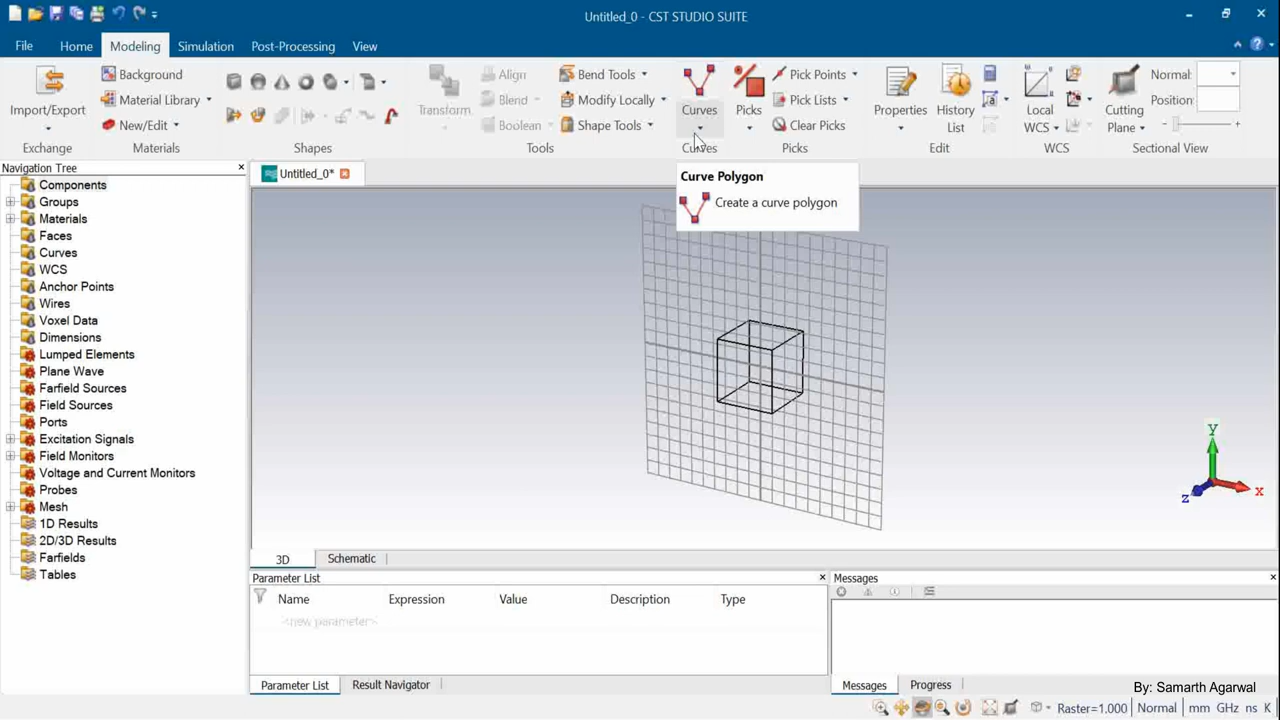 Untitled_0 - CST STUDIO SUITE
File Home Modeling Simulation Post-Processing View
Import/Export
Exchange
Background
Material Library
New/Edit
Materials
Shapes
Transform
Align
Blend
Boolean
Bend Tools
Modify Locally
Shape Tools
Tools
Curves
Curves
Picks
Pick Points
Pick Lists
Clear Picks
Picks
Properties
History
List
Edit
Local
WCS
WCS
Cutting
Plane
Normal:
Position:
Sectional View
Navigation Tree
Components
Groups
Materials
Faces
Curves
WCS
Anchor Points
Wires
Voxel Data
Dimensions
Lumped Elements
Plane Wave
Farfield Sources
Field Sources
Ports
Excitation Signals
Field Monitors
Voltage and Current Monitors
Probes
Mesh
1D Results
2D/3D Results
Farfields
Tables
Untitled_0*
Curve Polygon
Create a curve polygon
y
z
x
3D Schematic
Parameter List
Name Expression Value Description Type
<new parameter>
Parameter List Result Navigator
Messages
Messages Progress
By: Samarth Agarwal
Raster=1.000 Normal mm GHz ns K